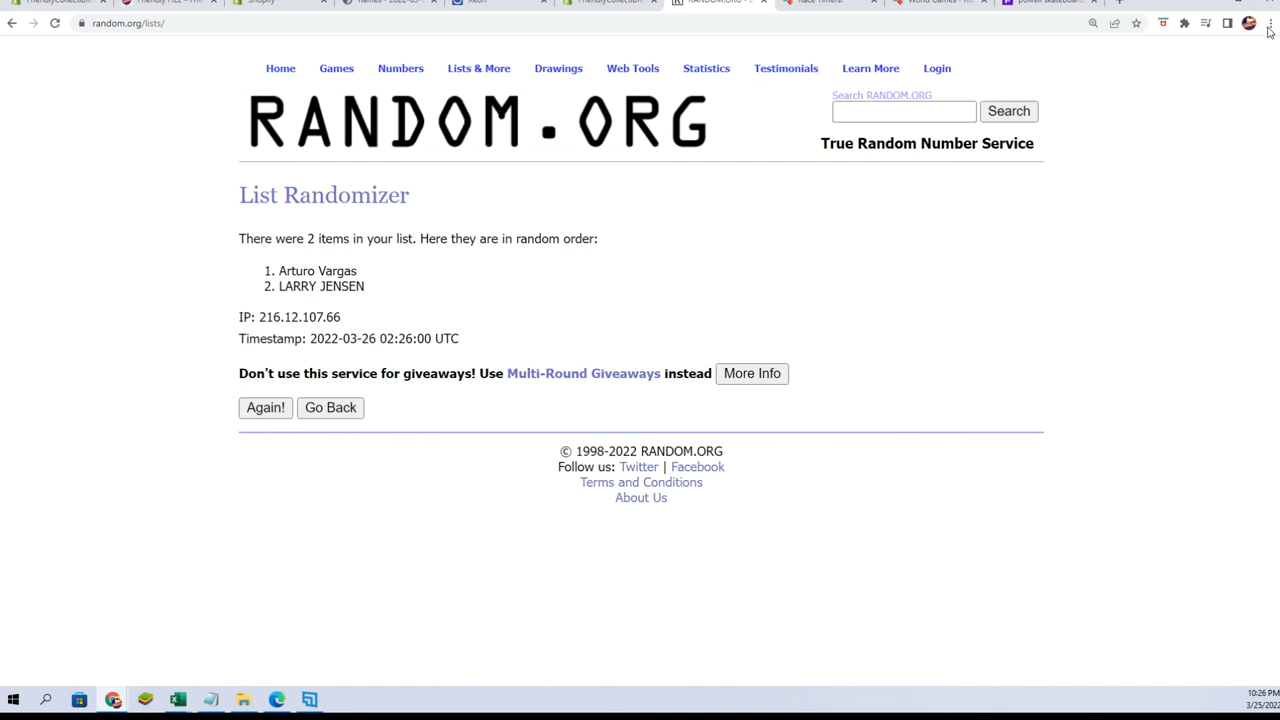 Shopify
random.org/lists/
Home Games Numbers Lists & More Drawings Web Tools Statistics Testimonials Learn More Login
RANDOM.ORG
Search RANDOM.ORG
Search
True Random Number Service
List Randomizer
There were 2 items in your list. Here they are in random order:
1. Arturo Vargas
2. LARRY JENSEN
IP: 216.12.107.66
Timestamp: 2022-03-26 02:26:00 UTC
Don't use this service for giveaways! Use Multi-Round Giveaways instead More Info
Again! Go Back
© 1998-2022 RANDOM.ORG
Follow us: Twitter | Facebook
Terms and Conditions
About Us
10:26 PM
3/25/2022